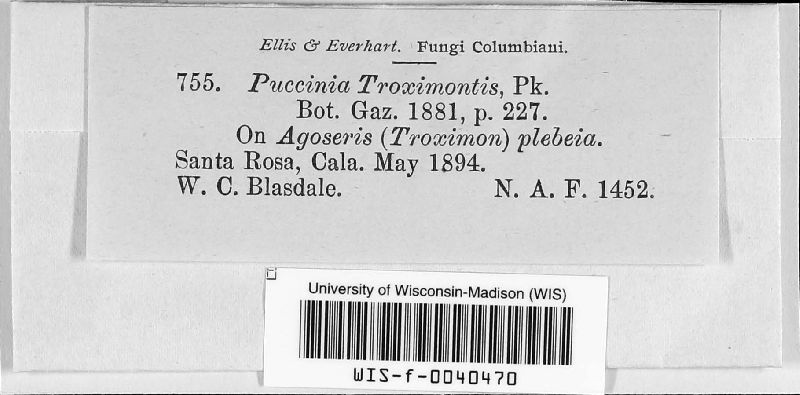 Ellis & Everhart. Fungi Columbiani.
755. Puccinia Troximontis, Pk.
Bot. Gaz. 1881, p. 227.
On Agoseris (Troximon) plebeia.
Santa Rosa, Cala. May 1894.
W. C. Blasdale. N. A. F. 1452.
University of Wisconsin-Madison (WIS)
WIS-f-0040470